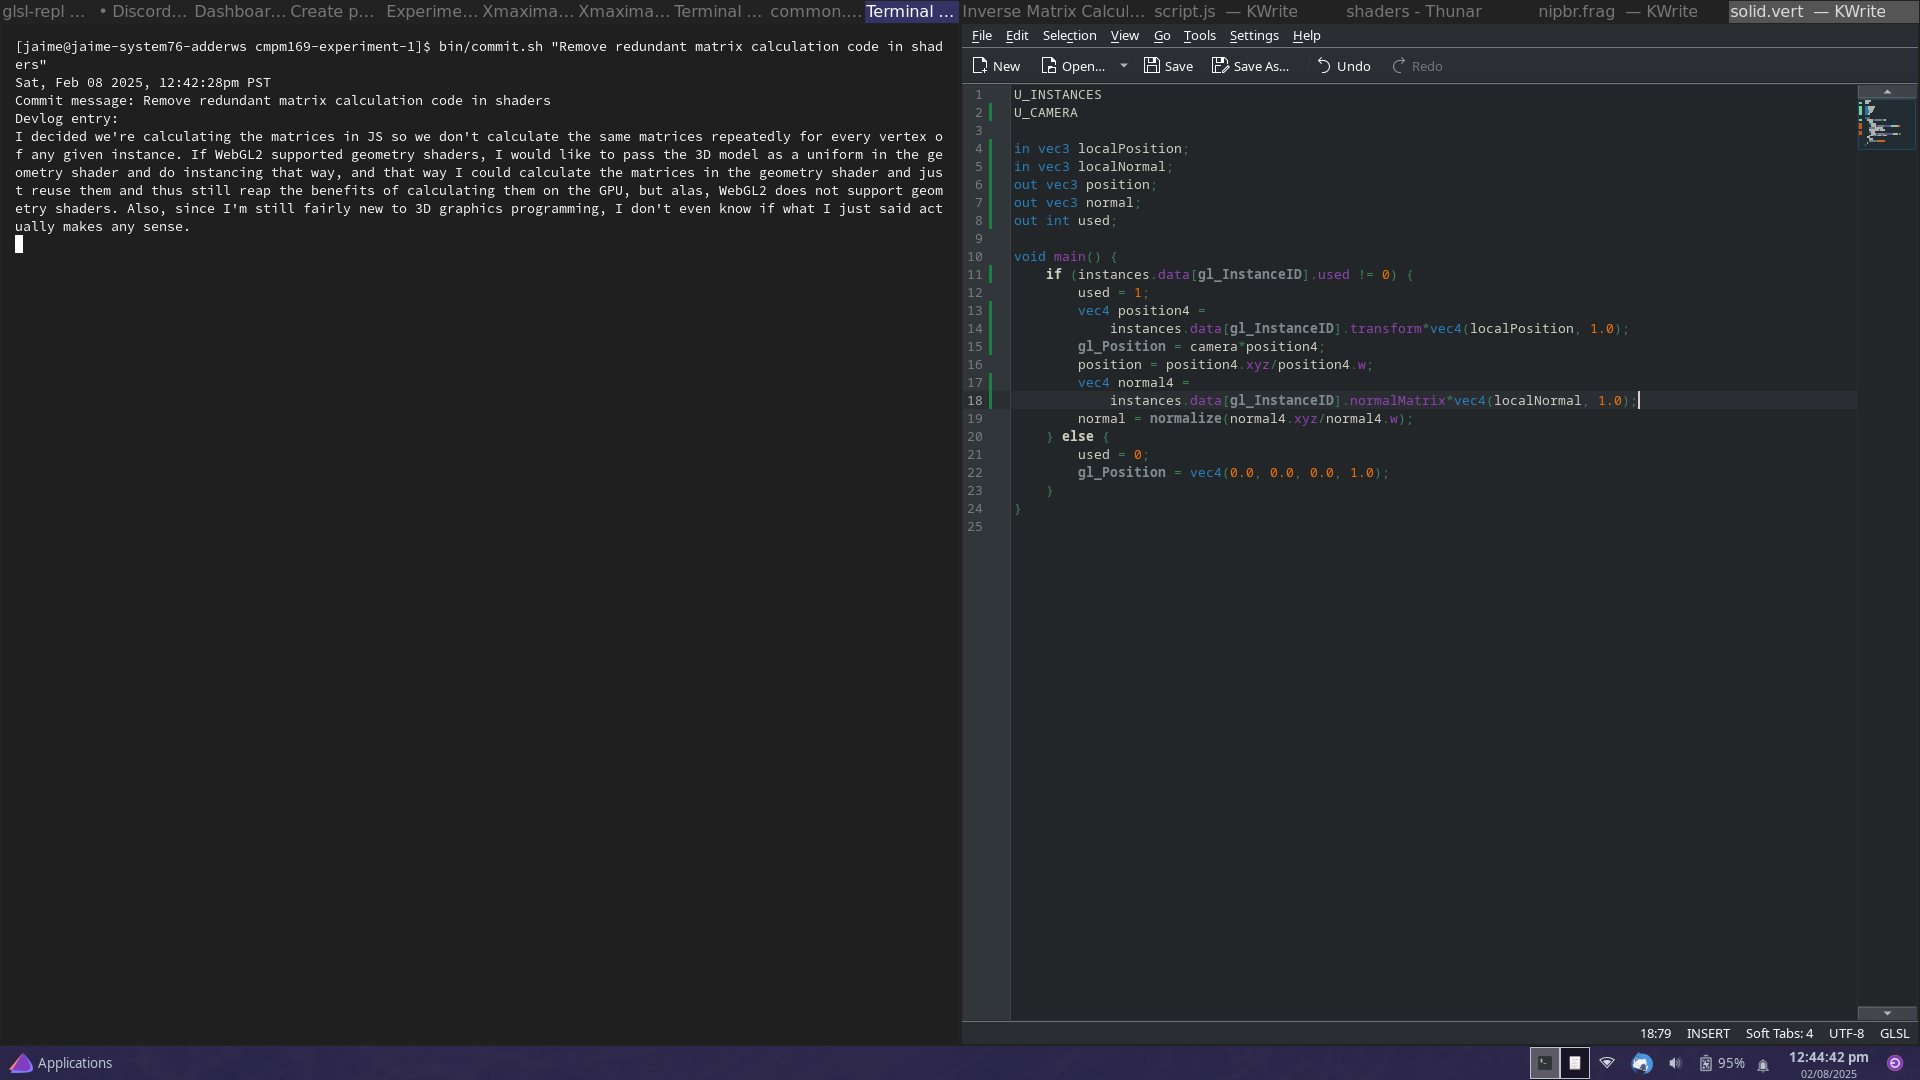 glsl-repl ... • Discord... Dashboar... Create p... Experime... Xmaxima... Xmaxima... Terminal ... common.... Terminal ... Inverse Matrix Calcul... script.js — KWrite shaders - Thunar nipbr.frag — KWrite solid.vert — KWrite
[jaime@jaime-system76-adderws cmpm169-experiment-1]$ bin/commit.sh "Remove redundant matrix calculation code in shad
ers"
Sat, Feb 08 2025, 12:42:28pm PST
Commit message: Remove redundant matrix calculation code in shaders
Devlog entry:
I decided we're calculating the matrices in JS so we don't calculate the same matrices repeatedly for every vertex o
f any given instance. If WebGL2 supported geometry shaders, I would like to pass the 3D model as a uniform in the ge
ometry shader and do instancing that way, and that way I could calculate the matrices in the geometry shader and jus
t reuse them and thus still reap the benefits of calculating them on the GPU, but alas, WebGL2 does not support geom
etry shaders. Also, since I'm still fairly new to 3D graphics programming, I don't even know if what I just said act
ually makes any sense.
File Edit Selection View Go Tools Settings Help
New Open... Save Save As... Undo Redo
1 U_INSTANCES
2 U_CAMERA
3
4 in vec3 localPosition;
5 in vec3 localNormal;
6 out vec3 position;
7 out vec3 normal;
8 out int used;
9
10 void main() {
11     if (instances.data[gl_InstanceID].used != 0) {
12         used = 1;
13         vec4 position4 =
14             instances.data[gl_InstanceID].transform*vec4(localPosition, 1.0);
15         gl_Position = camera*position4;
16         position = position4.xyz/position4.w;
17         vec4 normal4 =
18             instances.data[gl_InstanceID].normalMatrix*vec4(localNormal, 1.0);
19         normal = normalize(normal4.xyz/normal4.w);
20     } else {
21         used = 0;
22         gl_Position = vec4(0.0, 0.0, 0.0, 1.0);
23     }
24 }
25
18:79 INSERT Soft Tabs: 4 UTF-8 GLSL
Applications 95% 12:44:42 pm
02/08/2025